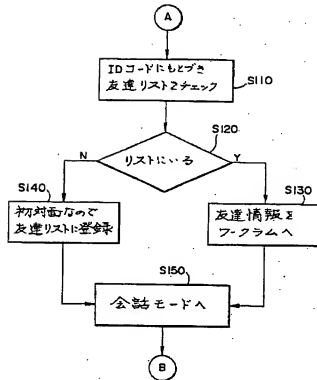 A
IDコードにもとづき
友達リストをチェック
S110
S120
リストにいる
N
Y
S140
S130
初対面なので
友達リストに登録
友達情報を
ワークラムへ
S150
会話モードへ
B